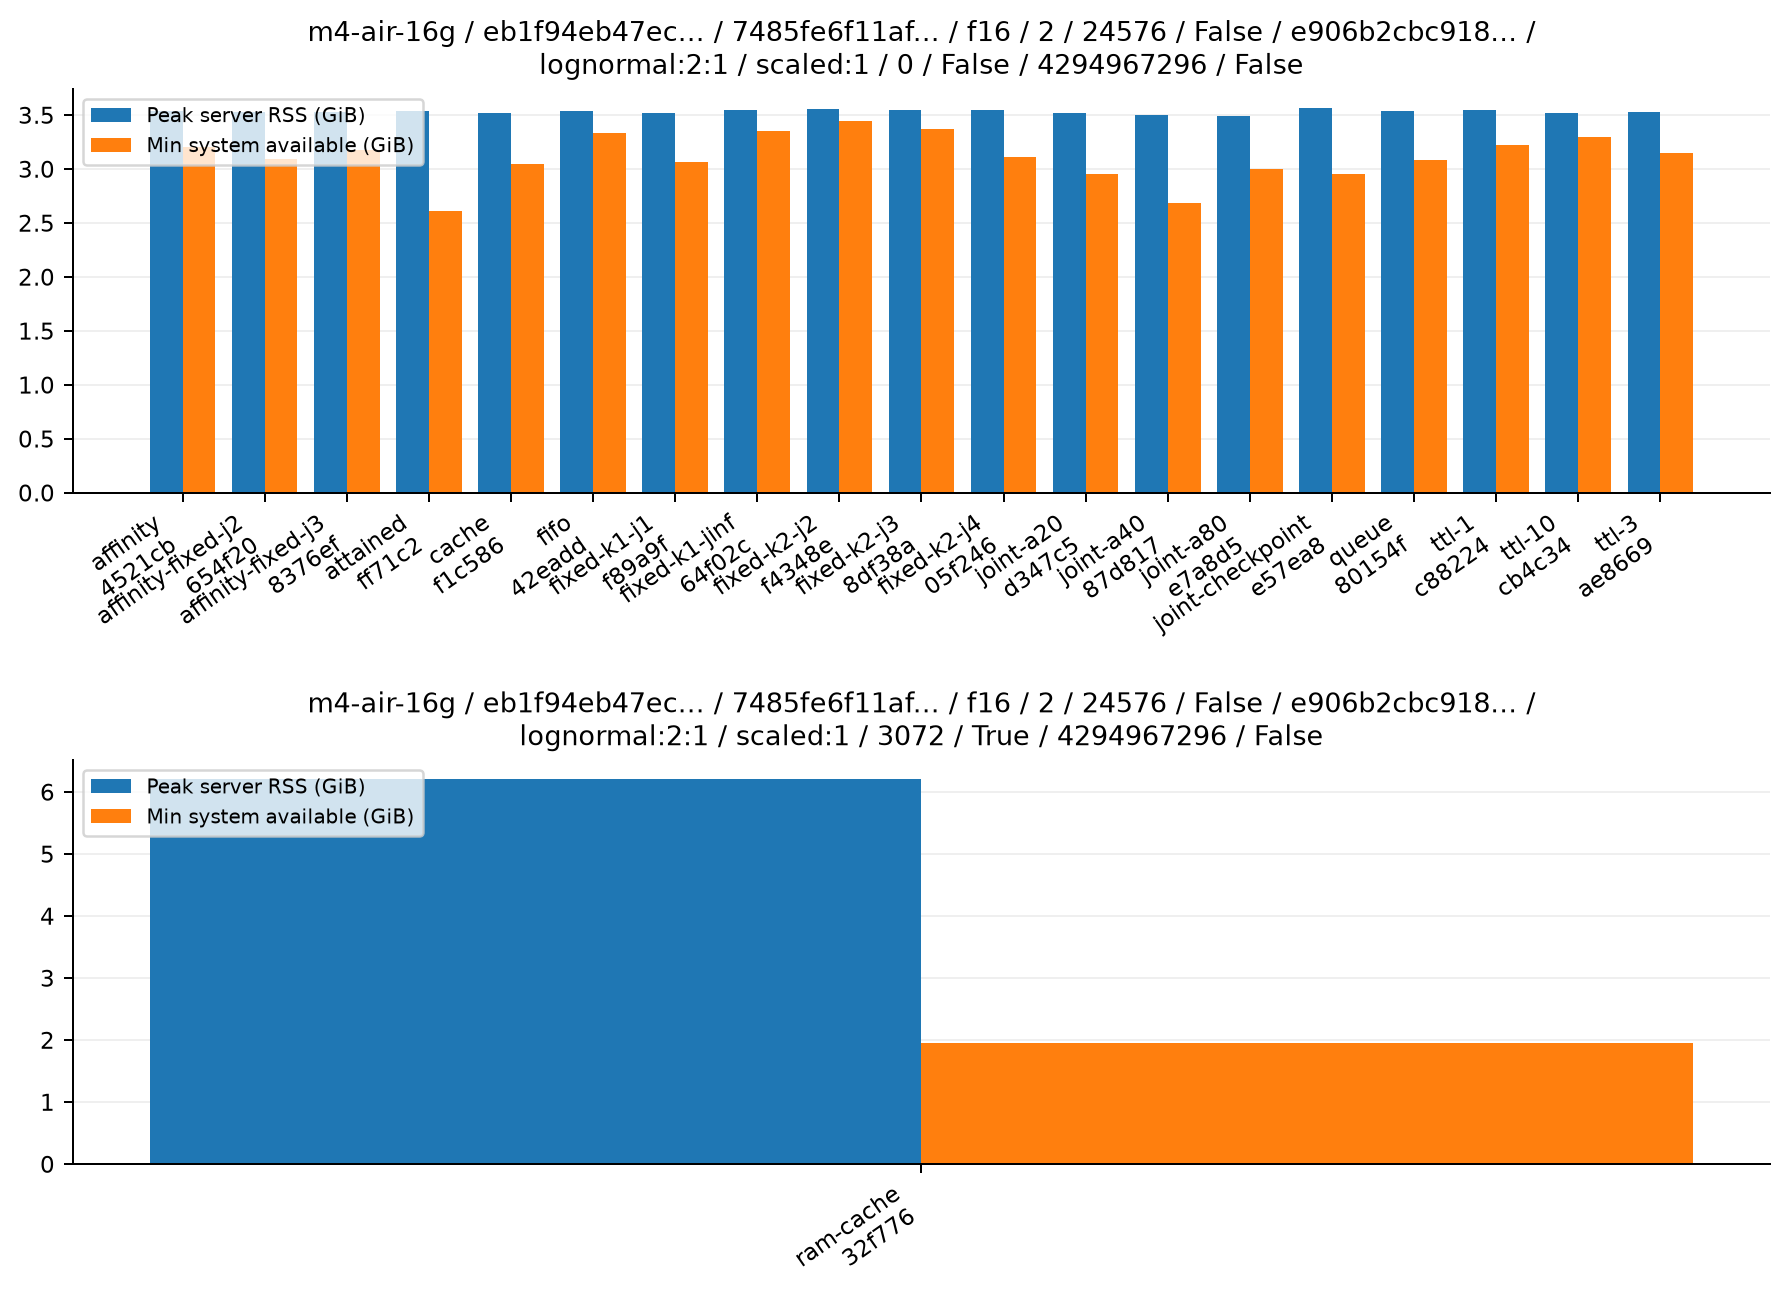 m4-air-16g / eb1f94eb47ec... / 7485fe6f11af... / f16 / 2 / 24576 / False / e906b2cbc918... /
lognormal:2:1 / scaled:1 / 0 / False / 4294967296 / False
Peak server RSS (GiB)
Min system available (GiB)
3.5
3.0
2.5
2.0
1.5
1.0
0.5
0.0
affinity
4521cb
affinity-fixed-j2
654f20
affinity-fixed-j3
8376ef
attained
ff71c2
cache
f1c586
fifo
42eadd
fixed-k1-j1
f89a9f
fixed-k1-jinf
64f02c
fixed-k2-j2
f4348e
fixed-k2-j3
8df38a
fixed-k2-j4
05f246
joint-a20
d347c5
joint-a40
87d817
joint-a80
e7a8d5
joint-checkpoint
e57ea8
queue
80154f
ttl-1
c88224
ttl-10
cb4c34
ttl-3
ae8669
m4-air-16g / eb1f94eb47ec... / 7485fe6f11af... / f16 / 2 / 24576 / False / e906b2cbc918... /
lognormal:2:1 / scaled:1 / 3072 / True / 4294967296 / False
Peak server RSS (GiB)
Min system available (GiB)
6
5
4
3
2
1
0
ram-cache
32f776